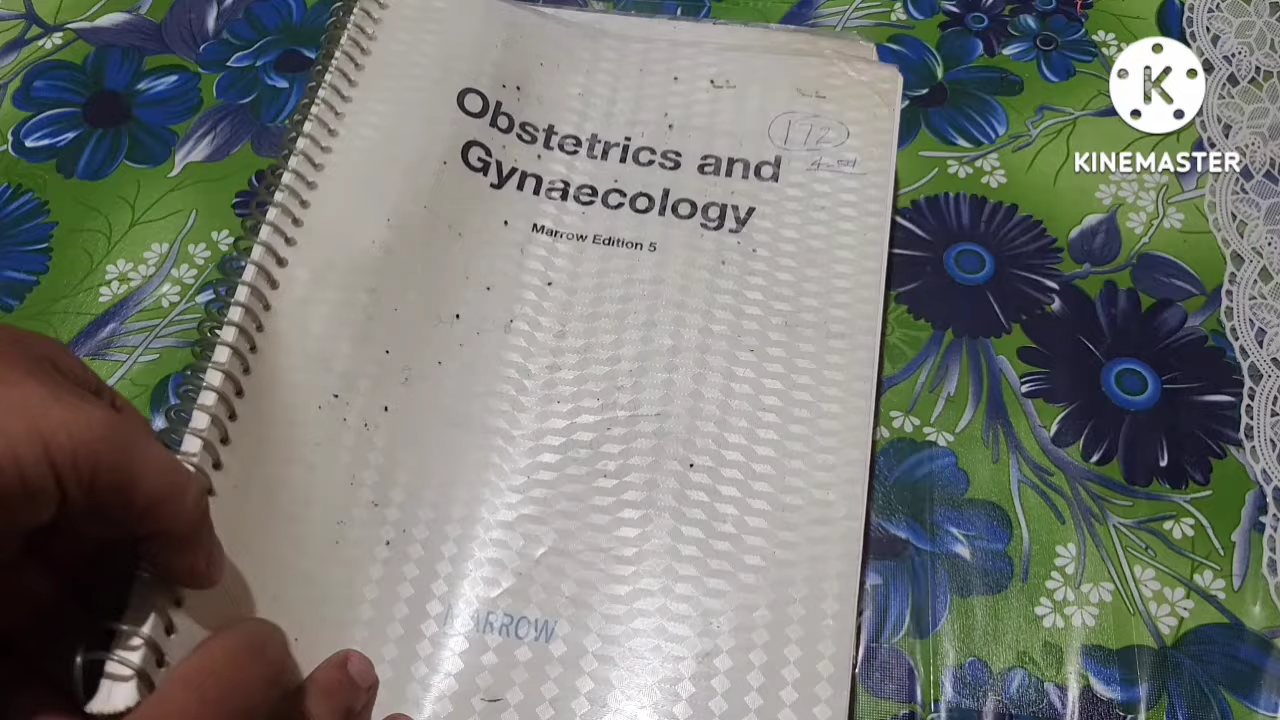 Obstetrics and
Gynaecology
Marrow Edition 5
172
MARROW
K
KINEMASTER